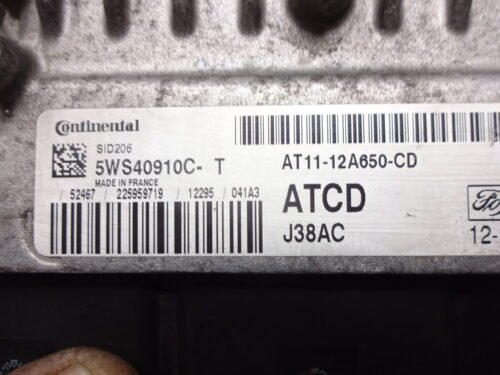 Continental
SID206
5WS40910C- T
MADE IN FRANCE
/ 52467 / 225959719 / 12295 / 041A3
AT11-12A650-CD
ATCD
J38AC
12-